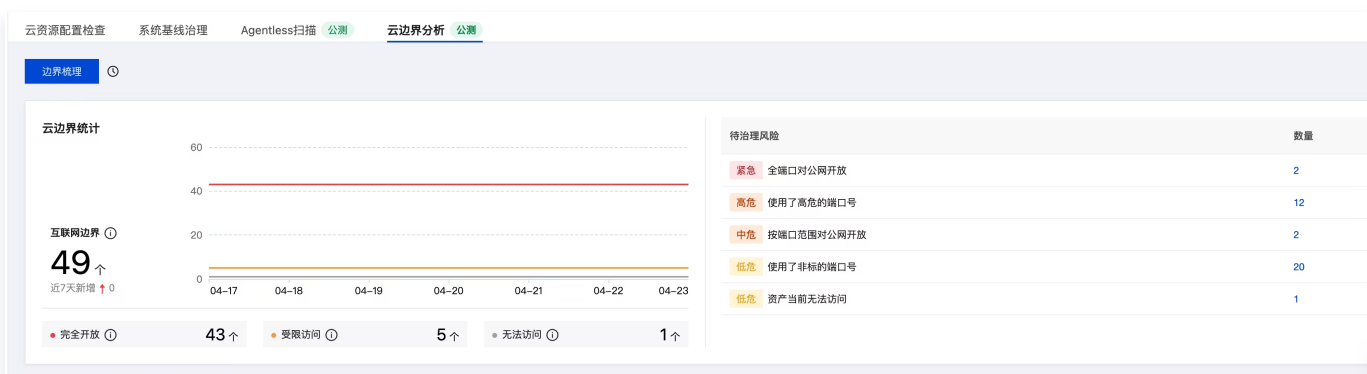 云资源配置检查 系统基线治理 Agentless扫描 公测 云边界分析 公测
边界梳理
云边界统计
60
40
20
0
04-17 04-18 04-19 04-20 04-21 04-22 04-23
互联网边界
49 个
近7天新增 ↑ 0
完全开放 43 个 受限访问 5 个 无法访问 1 个
待治理风险 数量
紧急 全端口对公网开放 2
高危 使用了高危的端口号 12
中危 按端口范围对公网开放 2
低危 使用了非标的端口号 20
低危 资产当前无法访问 1